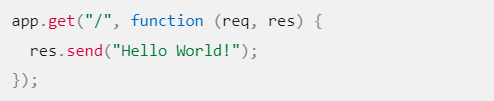 app.get("/", function (req, res) {
  res.send("Hello World!");
});